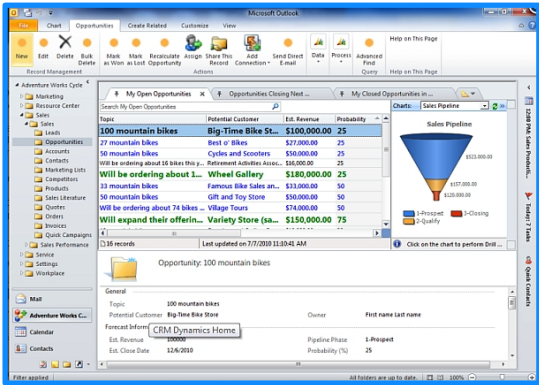 Microsoft Outlook
File Chart Opportunities Create Related Customize View
New Edit Delete Bulk Delete Mark as Won Mark as Lost Recalculate Opportunity Assign Share This Record Add Connection Send Direct E-mail Data Process Advanced Find Help on This Page
Record Management Actions Query Help on This Page
Adventure Works Cycle
Marketing
Resource Center
Sales
Sales
Leads
Opportunities
Accounts
Contacts
Marketing Lists
Competitors
Products
Sales Literature
Quotes
Orders
Invoices
Quick Campaigns
Sales Performance
Service
Settings
Workplace
Mail
Adventure Works C...
Calendar
Contacts
My Open Opportunities Opportunities Closing Next ... My Closed Opportunities in ...
Search My Open Opportunities
Topic Potential Customer Est. Revenue Probability
100 mountain bikes Big-Time Bike St... $100,000.00 25
27 mountain bikes Best o' Bikes $27,000.00 25
50 mountain bikes Cycles and Scooters $50,000.00 25
Will be ordering about 16 bikes this y... Retirement Activities Assoc... $16,000.00 25
Will be ordering about 1... Wheel Gallery $180,000.00 25
33 mountain bikes Famous Bike Sales an... $33,000.00 50
50 mountain bikes Gift and Toy Store $50,000.00 50
Will be ordering about 74 bikes ... Village Tours $74,000.00 50
Will expand their offerin... Variety Store (sa... $150,000.00 75
16 records Last updated on 7/7/2010 11:10:41 AM
Charts: Sales Pipeline
Sales Pipeline
$523,000.00
$157,000.00
$120,000.00
1-Prospect 3-Closing
2-Qualify
Click on the chart to perform Drill ...
Opportunity: 100 mountain bikes
General
Topic 100 mountain bikes
Potential Customer Big-Time Bike Store Owner First name Last name
Forecast Inform
CRM Dynamics Home
Est. Revenue 100000 Pipeline Phase 1-Prospect
Est. Close Date 12/6/2010 Probability (%) 25
12:00 PM: Sales Producti...
Today: 7 Tasks
Quick Contacts
Filter applied All folders are up to date. 100%